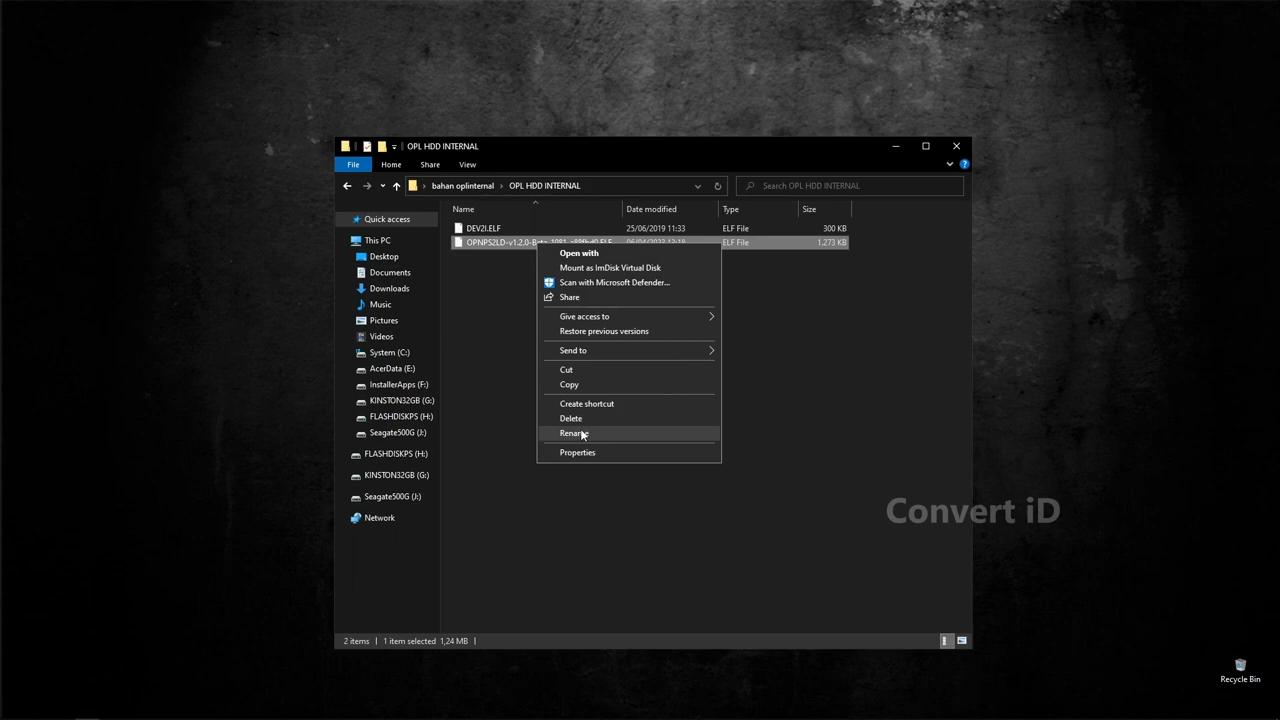 OPL HDD INTERNAL
File Home Share View
bahan oplinternal OPL HDD INTERNAL Search OPL HDD INTERNAL
Name Date modified Type Size
Quick access
This PC
Desktop
Documents
Downloads
Music
Pictures
Videos
System (C:)
AcerData (E:)
InstallerApps (F:)
KINSTON32GB (G:)
FLASHDISKPS (H:)
Seagate500G (J:)
FLASHDISKPS (H:)
KINSTON32GB (G:)
Seagate500G (J:)
Network
DEV2I.ELF 25/06/2019 11:33 ELF File 300 KB
ELF File 1.273 KB
Open with
Mount as ImDisk Virtual Disk
Scan with Microsoft Defender...
Share
Give access to
Restore previous versions
Send to
Cut
Copy
Create shortcut
Delete
Rename
Properties
Convert iD
2 items 1 item selected 1,24 MB
Recycle Bin